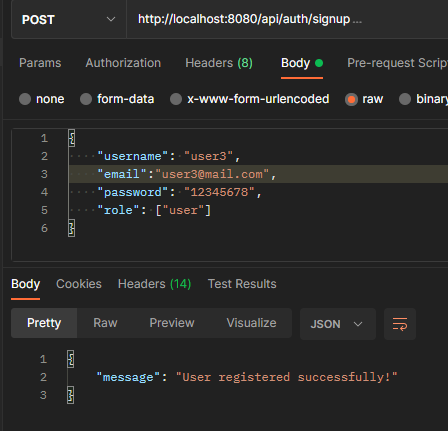 POST http://localhost:8080/api/auth/signup ...
Params Authorization Headers (8) Body Pre-request Scrip
none form-data x-www-form-urlencoded raw binary
1 {
2 "username": "user3",
3 "email":"user3@mail.com",
4 "password": "12345678",
5 "role": ["user"]
6 }
Body Cookies Headers (14) Test Results
Pretty Raw Preview Visualize JSON
1 {
2 "message": "User registered successfully!"
3 }